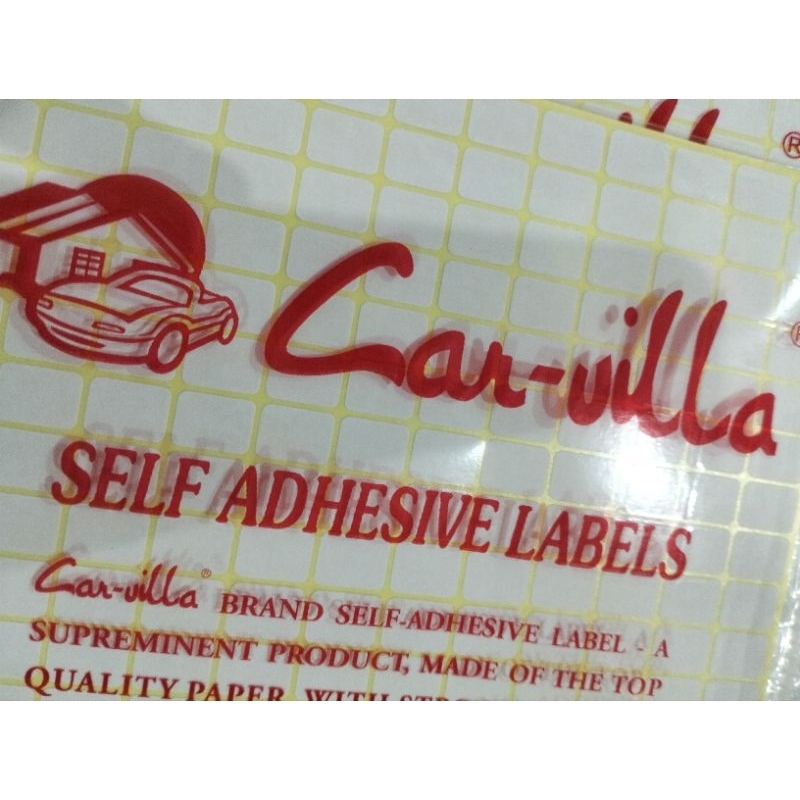 Car-villa
SELF ADHESIVE LABELS
Car-villa® BRAND SELF-ADHESIVE LABEL - A
SUPREMINENT PRODUCT, MADE OF THE TOP
QUALITY PAPER, WITH